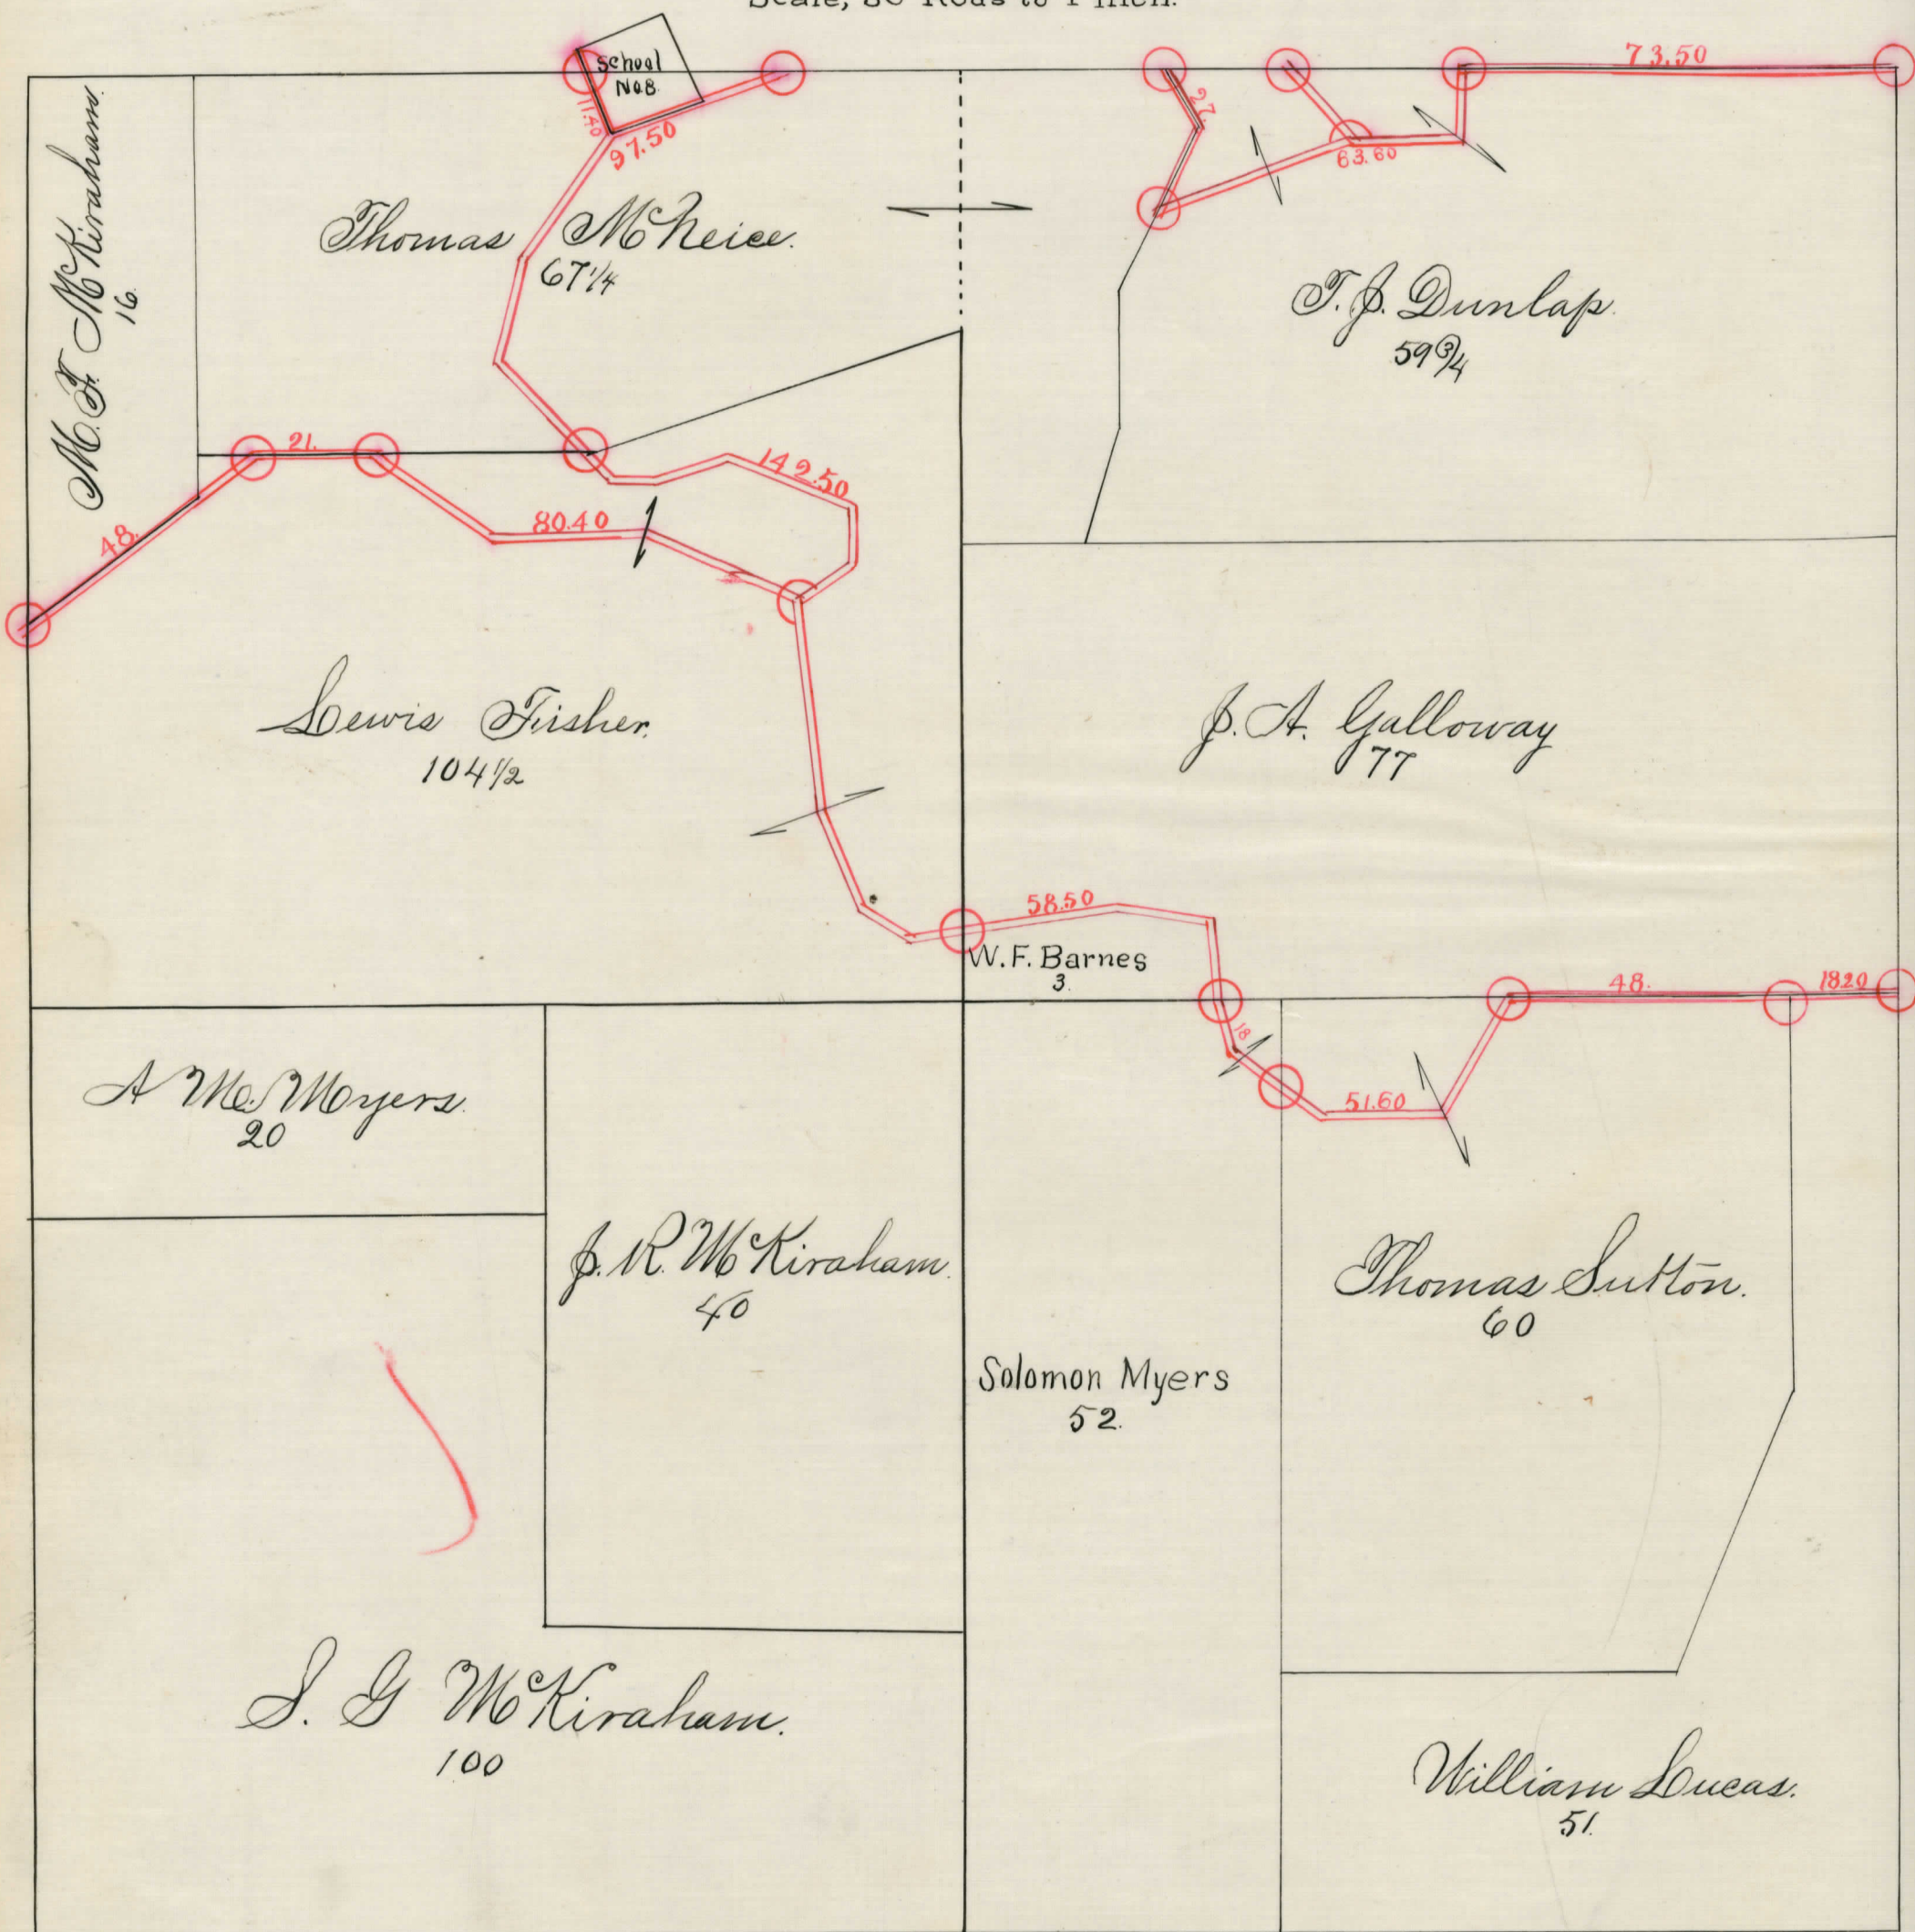 Scale, 80 Rods to 1 Inch.
School
No 8.
11.40
97.50
27.
73.50
63.60
M. F. McKiraham.
16.
Thomas McNeice.
67 1/4
T. J. Dunlap.
59 3/4
21.
142.50
80.40
48.
Lewis Fisher.
104 1/2
J. A. Galloway
77
58.50
W. F. Barnes
3.
48.
18.20
18
51.60
A Mc. Moyers.
20
J. R. McKiraham.
40
Thomas Sutton.
60
Solomon Myers
52.
S. G McKiraham.
100
William Lucas.
51.